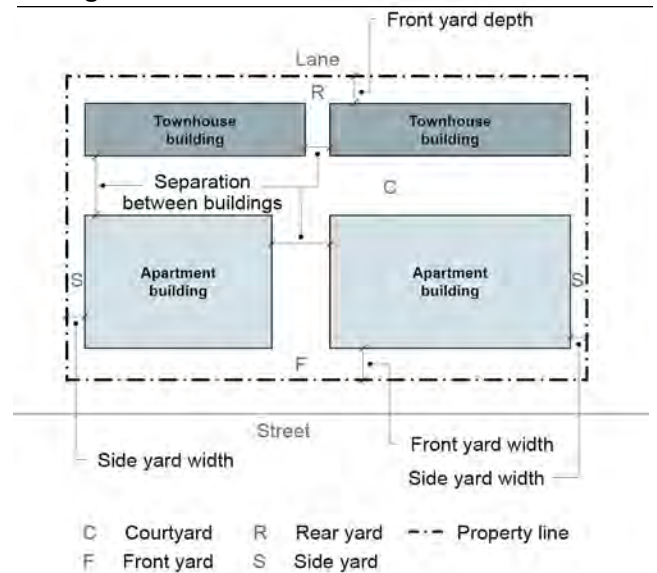 Front yard depth
Lane
R
Townhouse building
Townhouse building
Separation between buildings
C
Apartment building
Apartment building
S
S
F
Street
Front yard width
Side yard width
Side yard width
C Courtyard R Rear yard Property line
F Front yard S Side yard